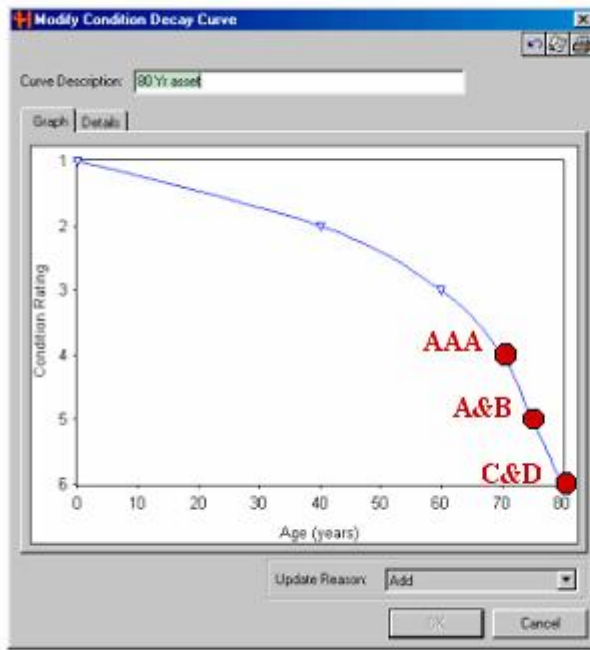 Modify Condition Decay Curve
Curve Description: 80 Yr asset
Graph Details
1
2
3
4
5
6
Condition Rating
AAA
A&B
C&D
0 10 20 30 40 50 60 70 80
Age (years)
Update Reason: Add
OK Cancel